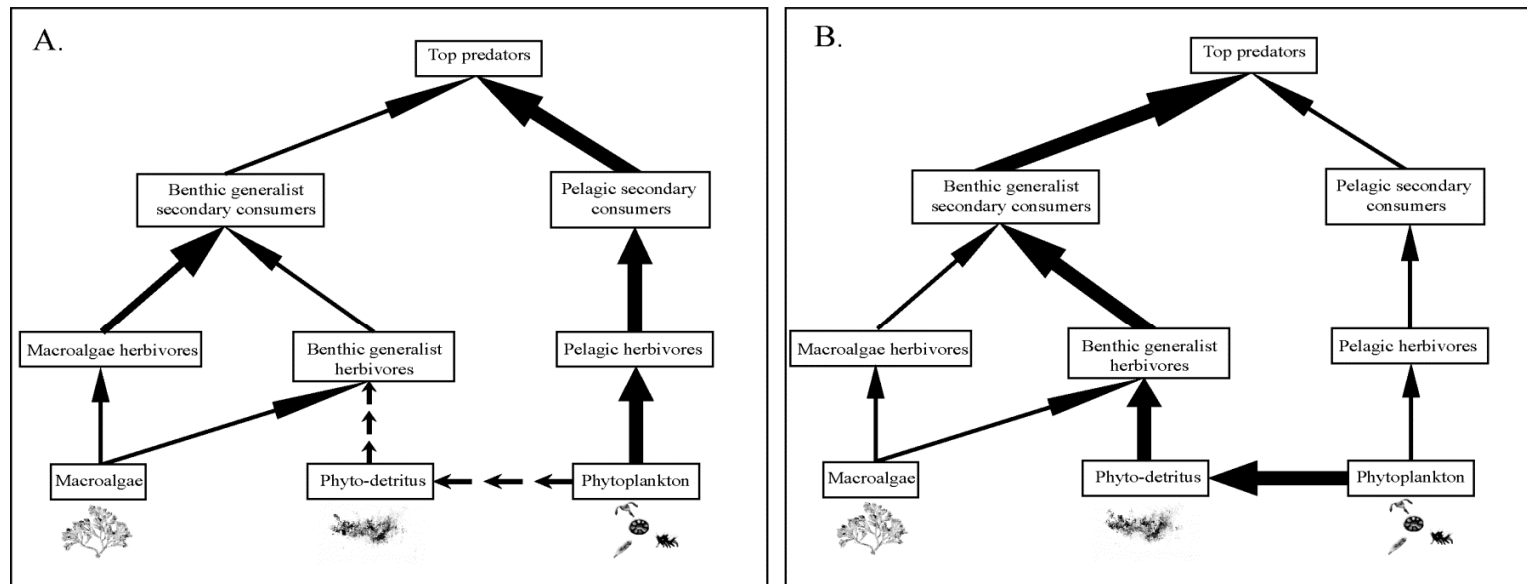 A.
Top predators
Benthic generalist
secondary consumers
Pelagic secondary
consumers
Macroalgae herbivores
Benthic generalist
herbivores
Pelagic herbivores
Macroalgae
Phyto-detritus
Phytoplankton
B.
Top predators
Benthic generalist
secondary consumers
Pelagic secondary
consumers
Macroalgae herbivores
Benthic generalist
herbivores
Pelagic herbivores
Macroalgae
Phyto-detritus
Phytoplankton